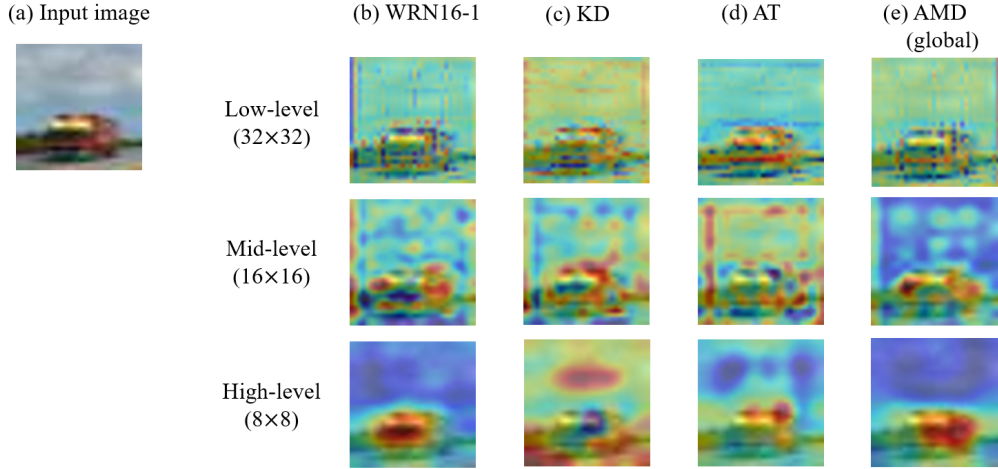 (a) Input image
(b) WRN16-1
(c) KD
(d) AT
(e) AMD
(global)
Low-level
(32×32)
Mid-level
(16×16)
High-level
(8×8)